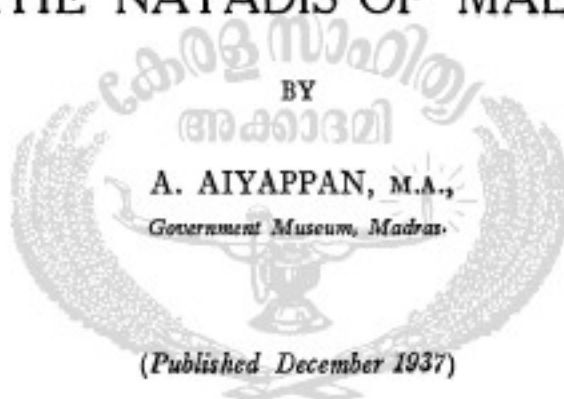 THE NAYADIS OF MAL
കേരള സാഹിത്യ
BY
അക്കാദമി
A. AIYAPPAN, M.A.,
Government Museum, Madras.
(Published December 1937)